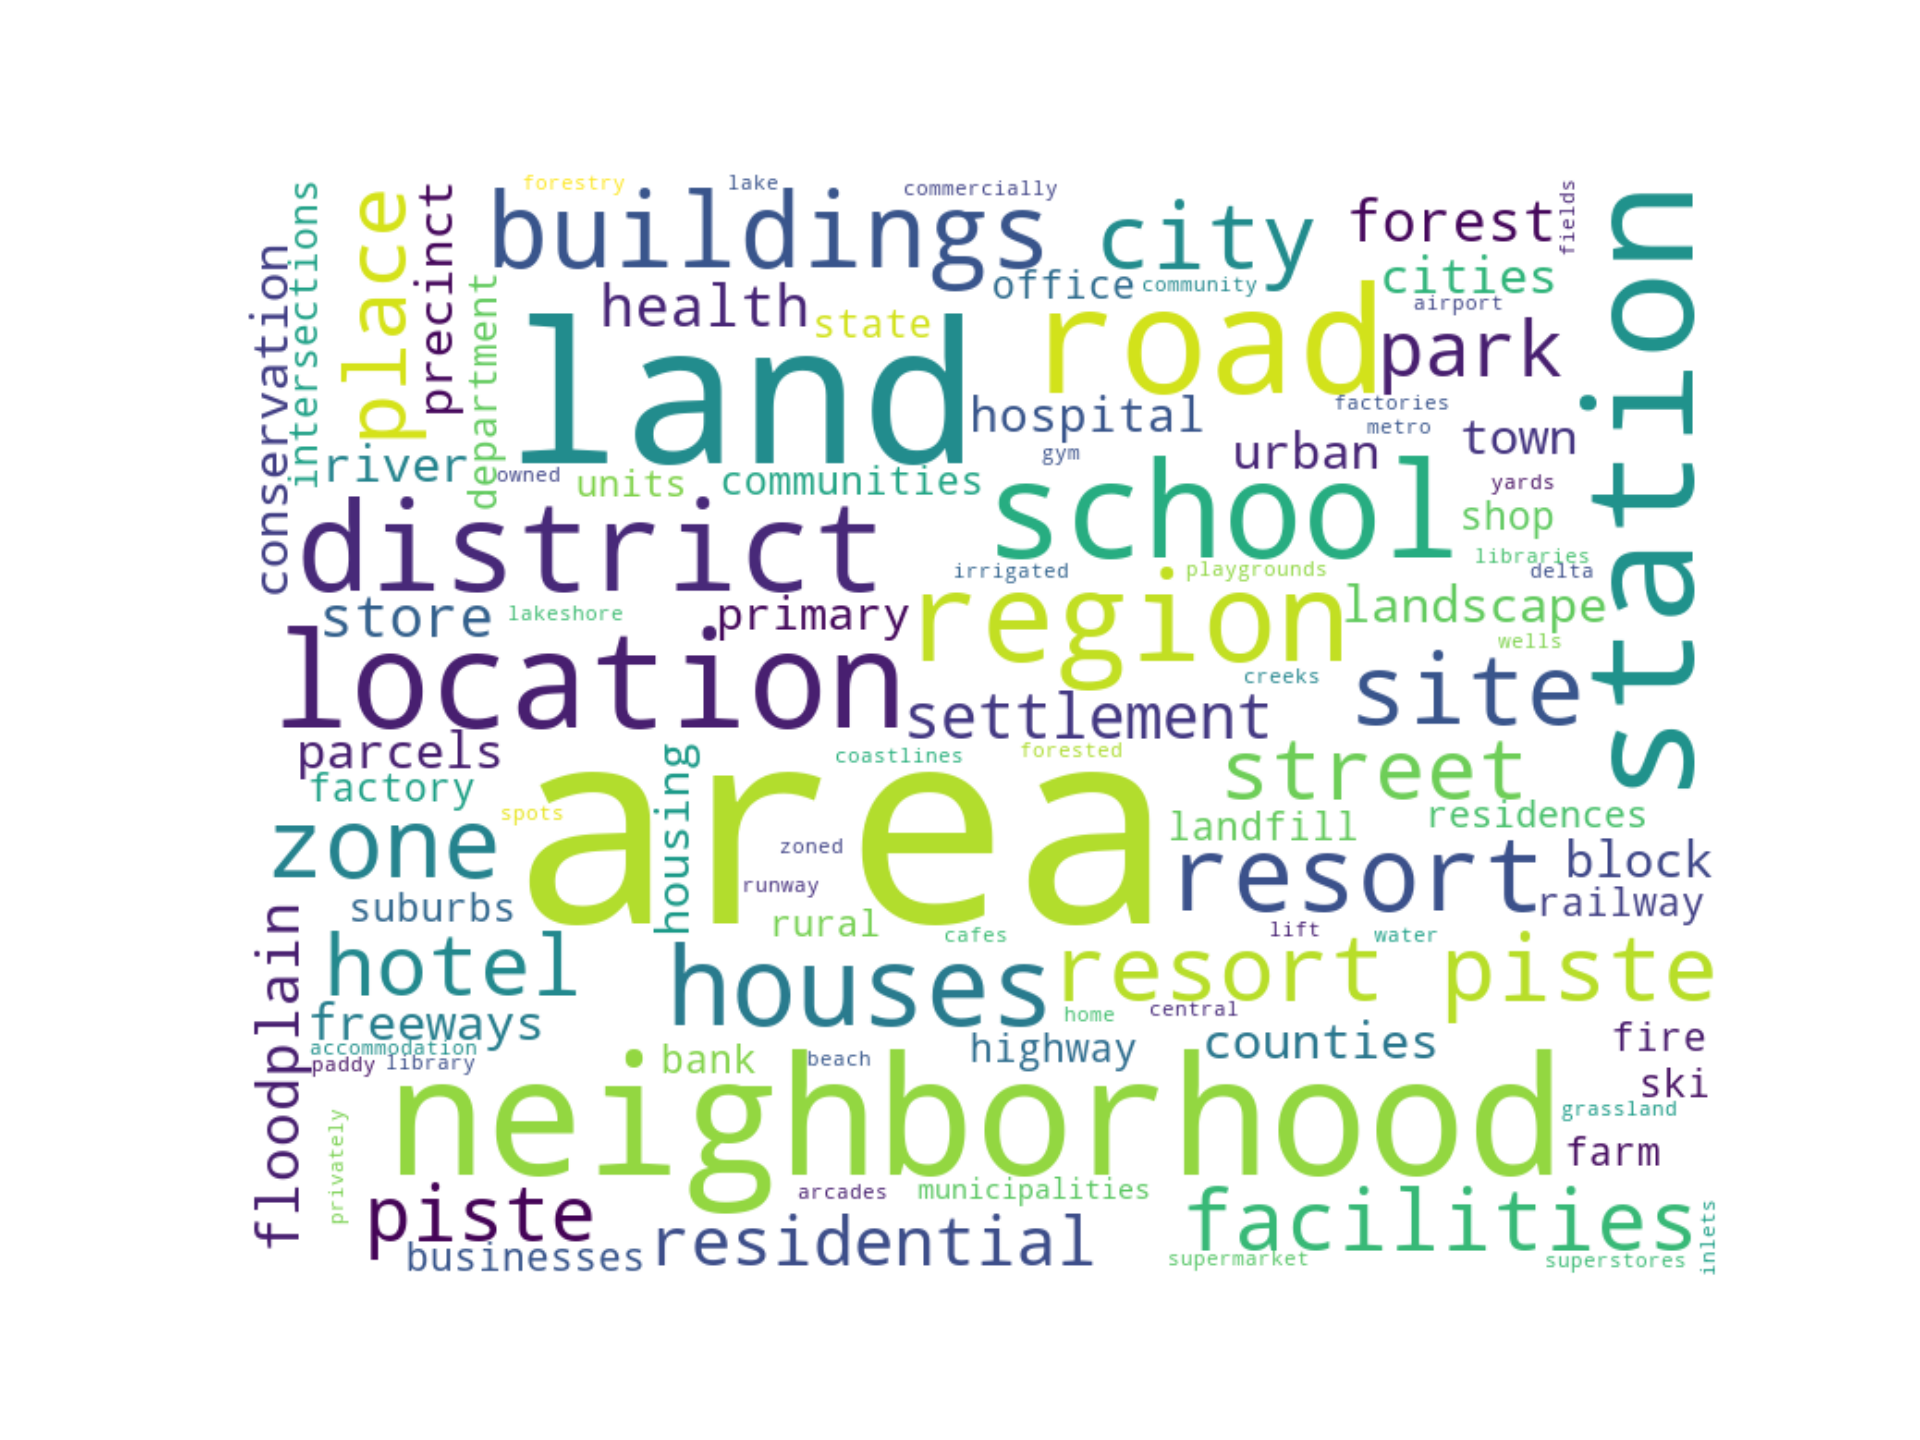 forestry
lake
commercially
buildings
city
forest
fields
station
intersections
place
precinct
conservation
department
health
office
community
cities
airport
state
land
road
park
hospital
factories
metro
town
river
owned
units
communities
gym
urban
yards
school
shop
district
libraries
irrigated
playgrounds
delta
store
lakeshore
primary
region
landscape
wells
location
creeks
site
settlement
parcels
housing
coastlines
forested
street
factory
area
spots
landfill
residences
zone
zoned
resort
block
runway
railway
suburbs
rural
cafes
lift
water
floodplain
hotel
houses
resort piste
home
central
freeways
fire
accommodation
paddy
library
bank
beach
highway
counties
ski
neighborhood
grassland
privately
farm
piste
arcades
municipalities
facilities
inlets
businesses
residential
supermarket
superstores